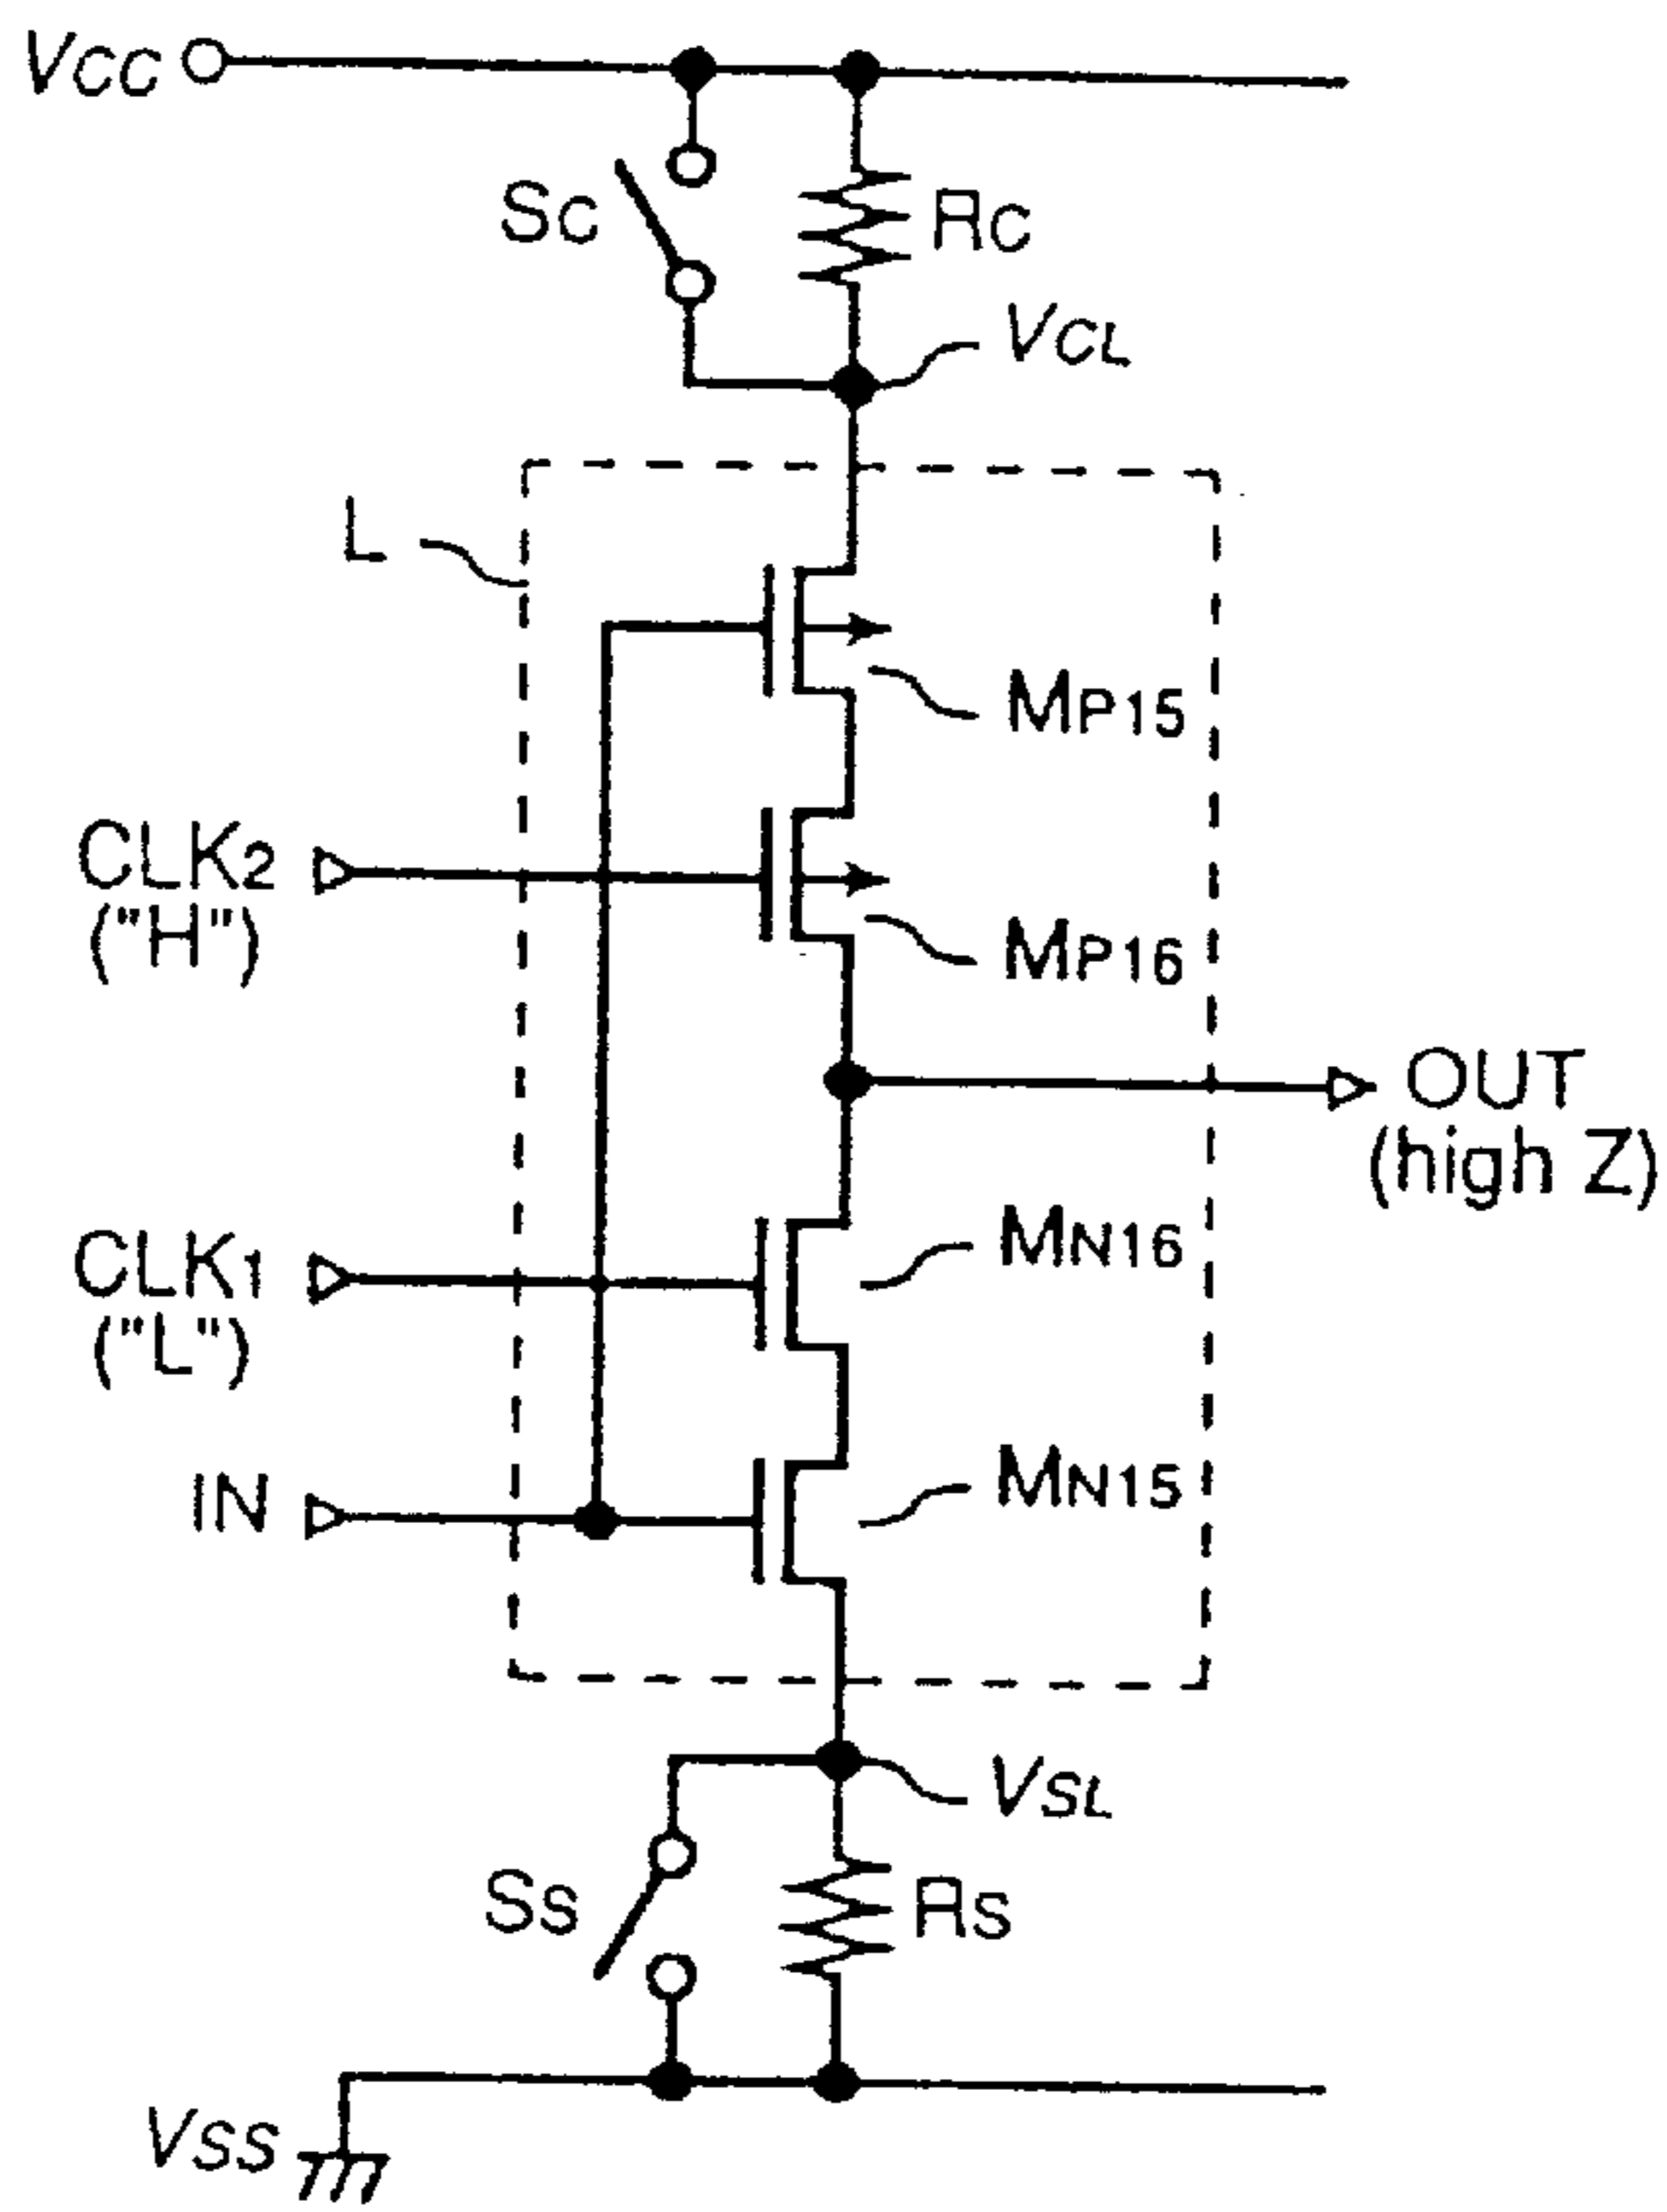 VCC
SC
RC
VCL
L
MP15
CLK2
("H")
MP16
OUT
(high Z)
MN16
CLK1
("L")
MN15
IN
VSL
SS
RS
VSS